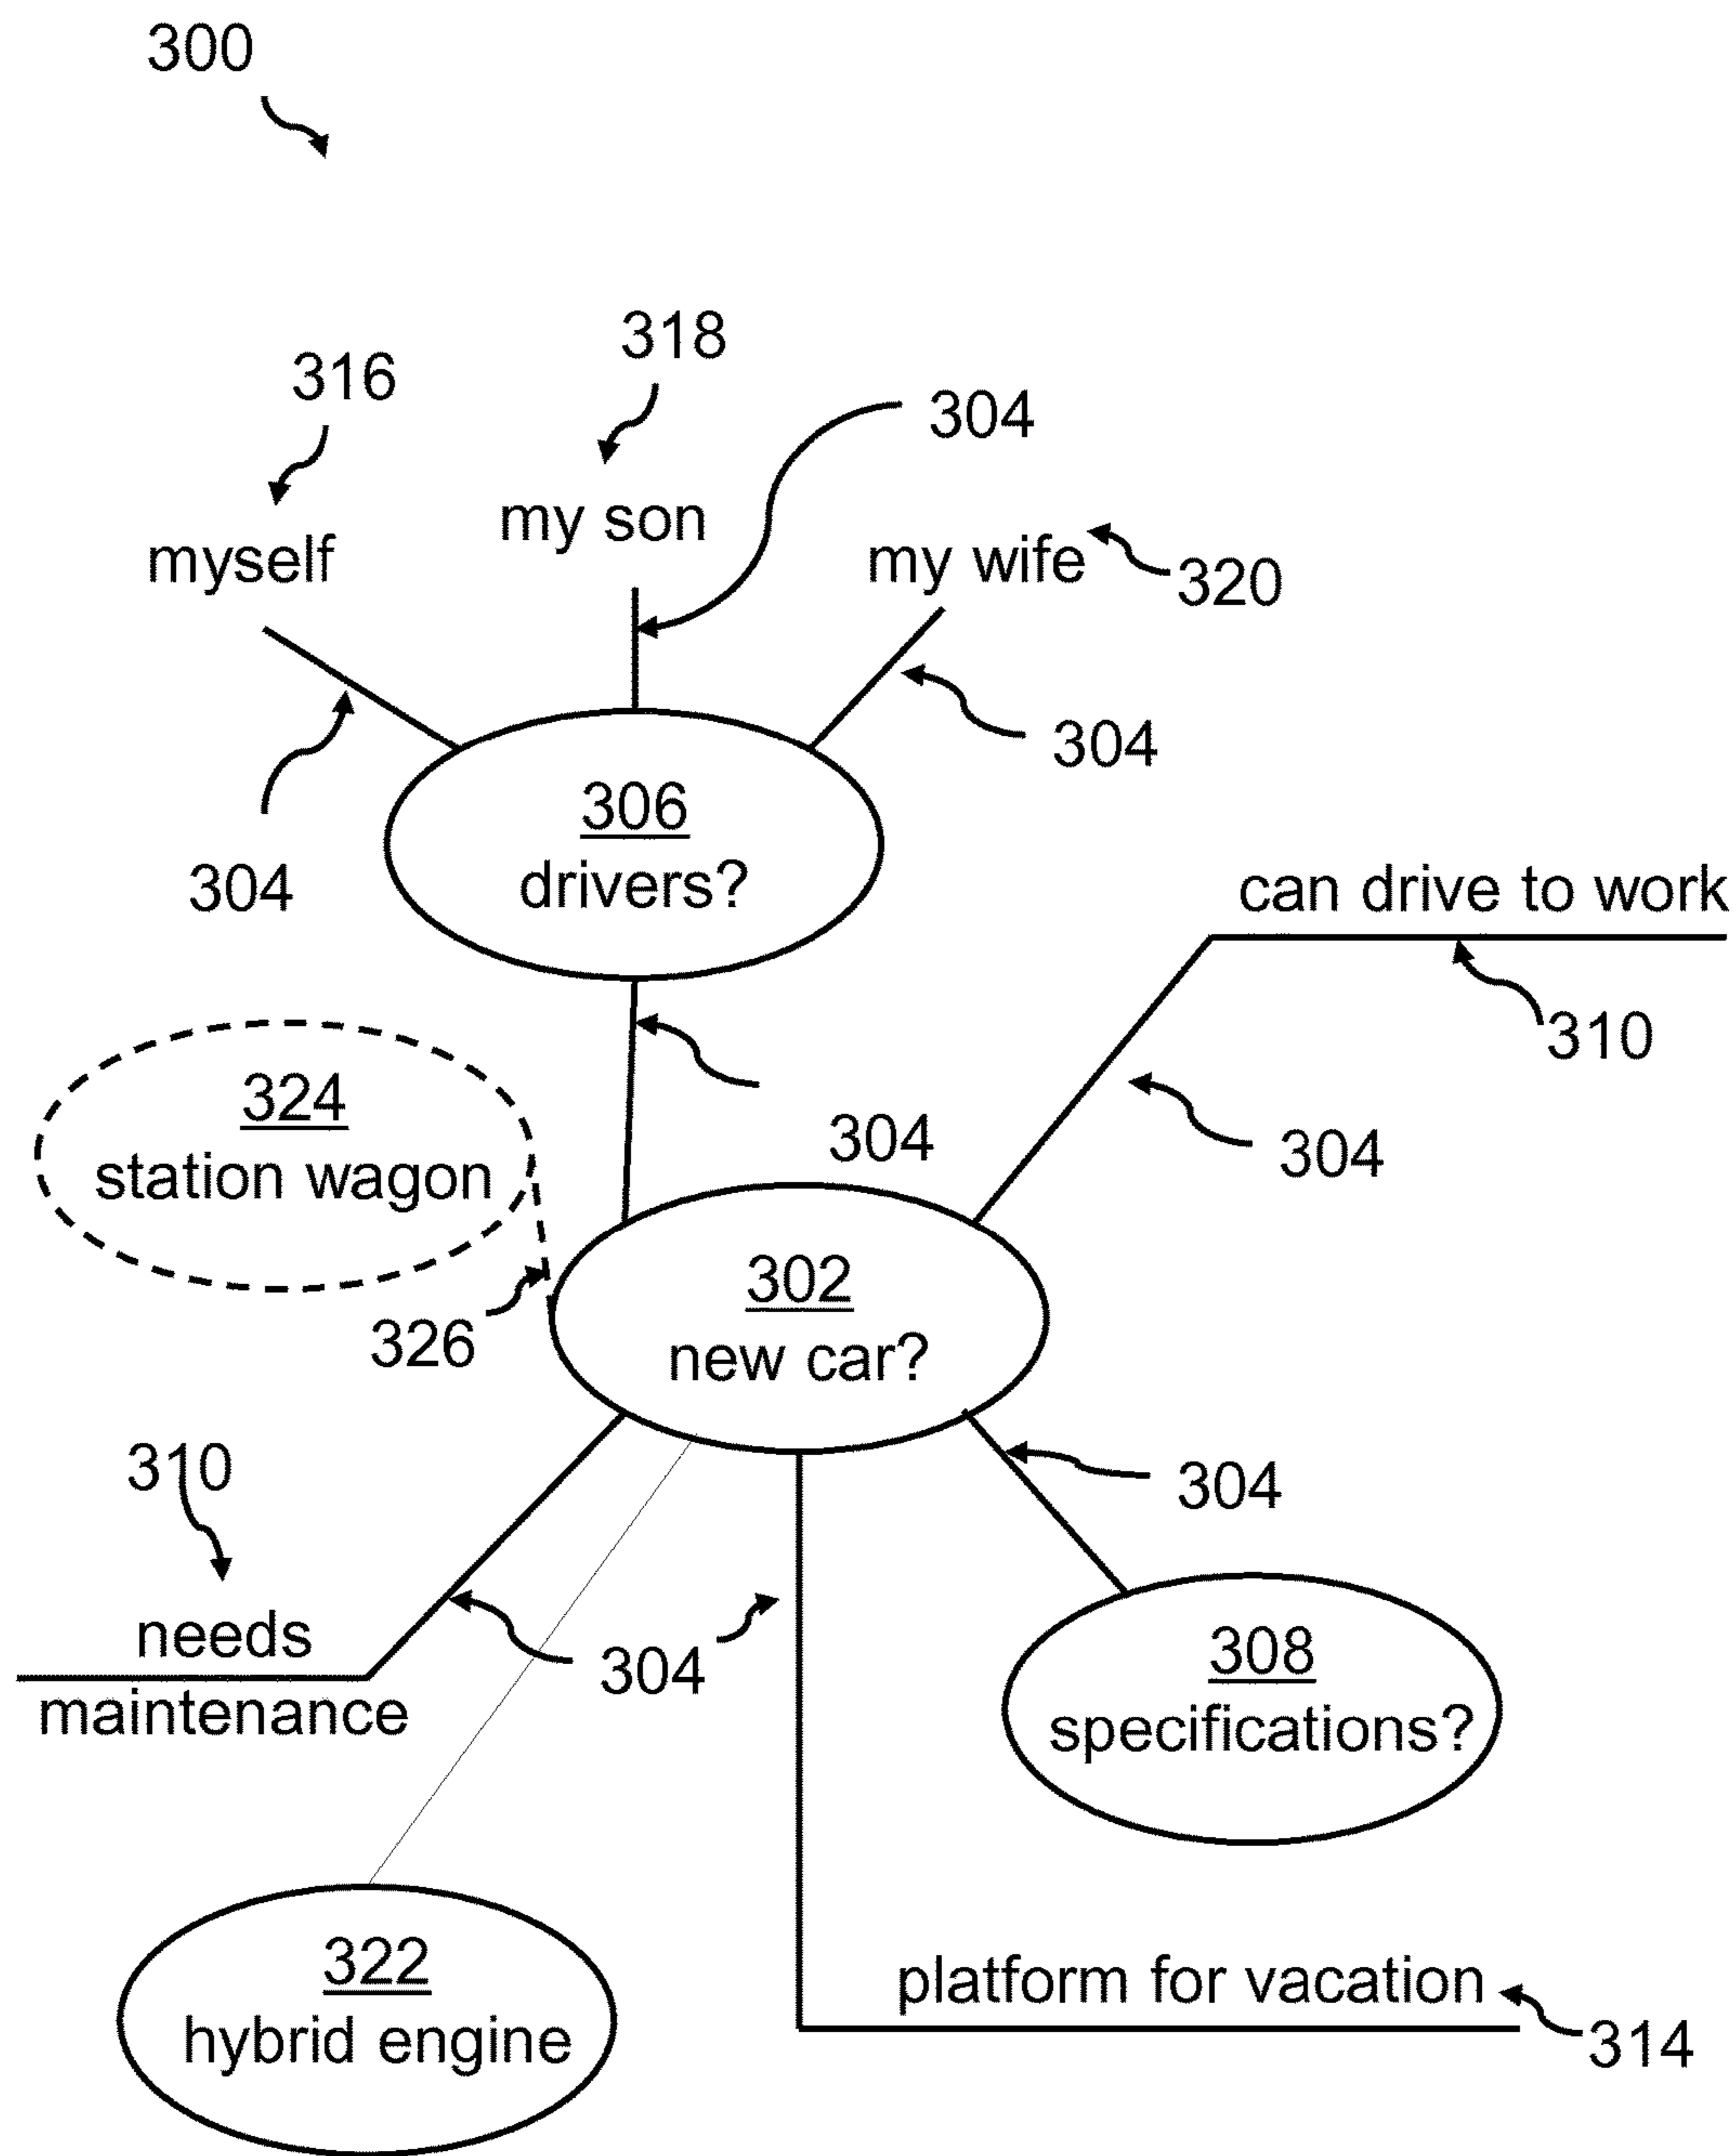 300
318
316
304
my son
myself
my wife
320
304
306
drivers?
304
can drive to work
310
324
station wagon
304
304
302
new car?
326
310
304
needs
maintenance
304
308
specifications?
322
hybrid engine
platform for vacation
314